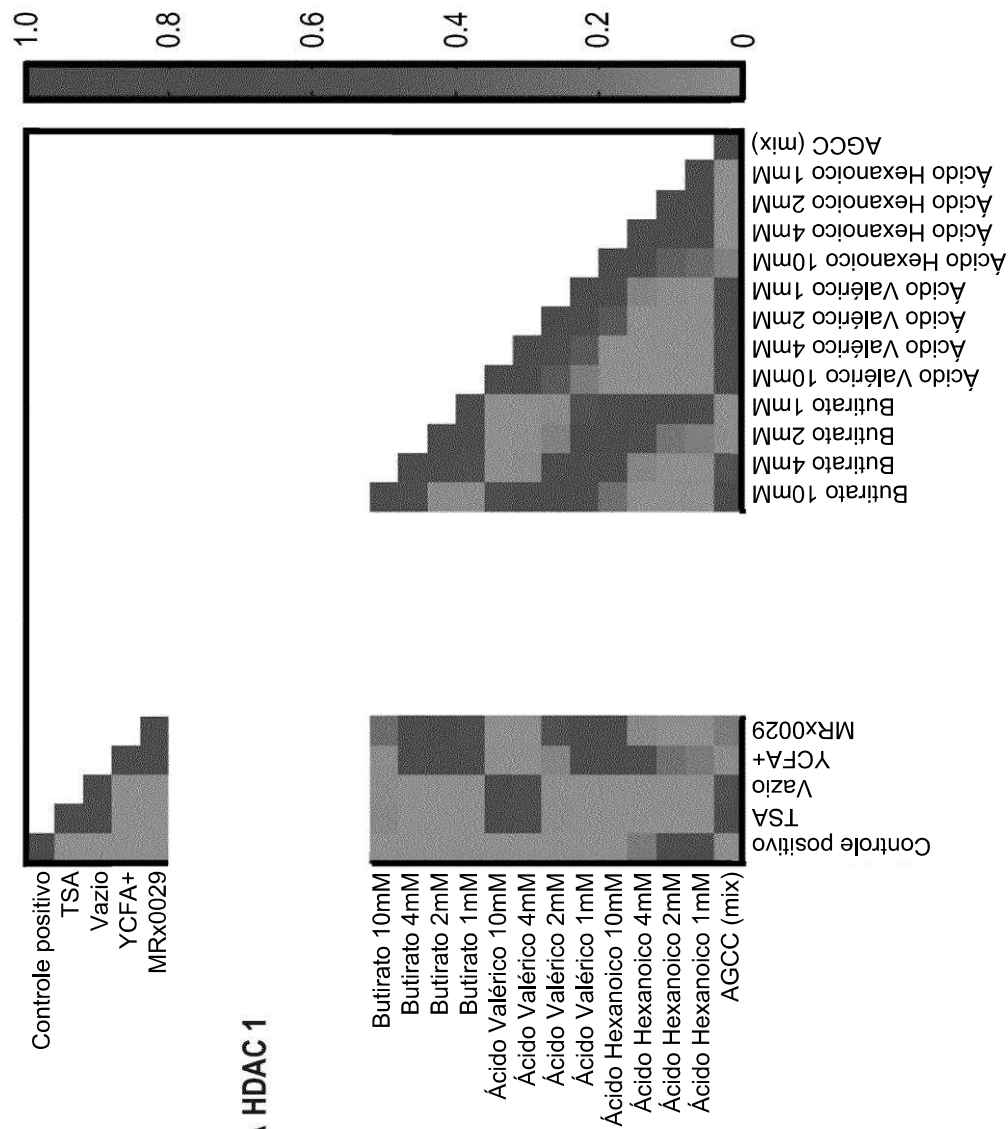 1.0
0.8
0.6
0.4
0.2
0
Controle positivo
TSA
Vazio
YCFA+
MRx0029
HDAC 1
Butirato 10mM
Butirato 4mM
Butirato 2mM
Butirato 1mM
Ácido Valérico 10mM
Ácido Valérico 4mM
Ácido Valérico 2mM
Ácido Valérico 1mM
Ácido Hexanoico 10mM
Ácido Hexanoico 4mM
Ácido Hexanoico 2mM
Ácido Hexanoico 1mM
AGCC (mix)
Controle positivo
TSA
Vazio
YCFA+
MRx0029
Butirato 10mM
Butirato 4mM
Butirato 2mM
Butirato 1mM
Ácido Valérico 10mM
Ácido Valérico 4mM
Ácido Valérico 2mM
Ácido Valérico 1mM
Ácido Hexanoico 10mM
Ácido Hexanoico 4mM
Ácido Hexanoico 2mM
Ácido Hexanoico 1mM
AGCC (mix)